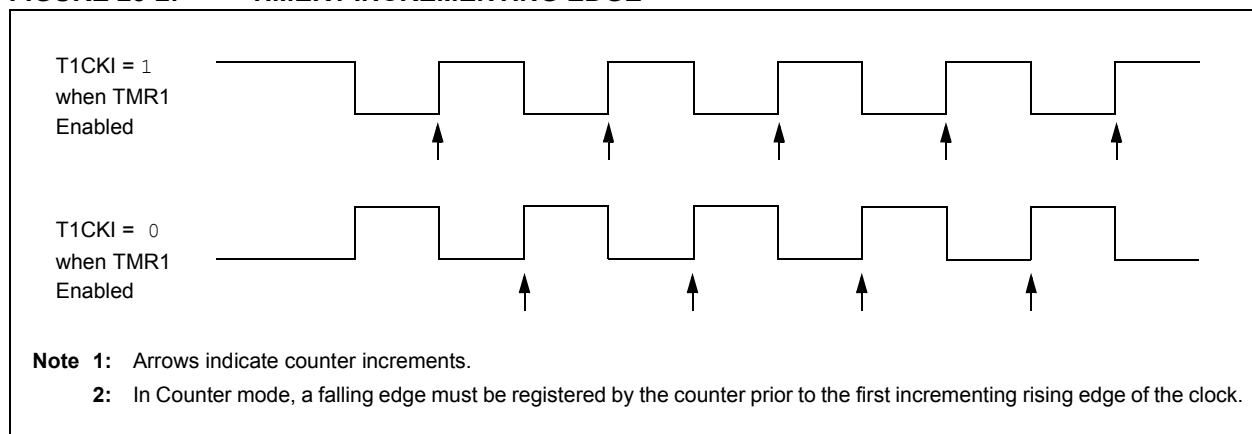 T1CKI = 1
when TMR1
Enabled
T1CKI = 0
when TMR1
Enabled
Note 1: Arrows indicate counter increments.
2: In Counter mode, a falling edge must be registered by the counter prior to the first incrementing rising edge of the clock.